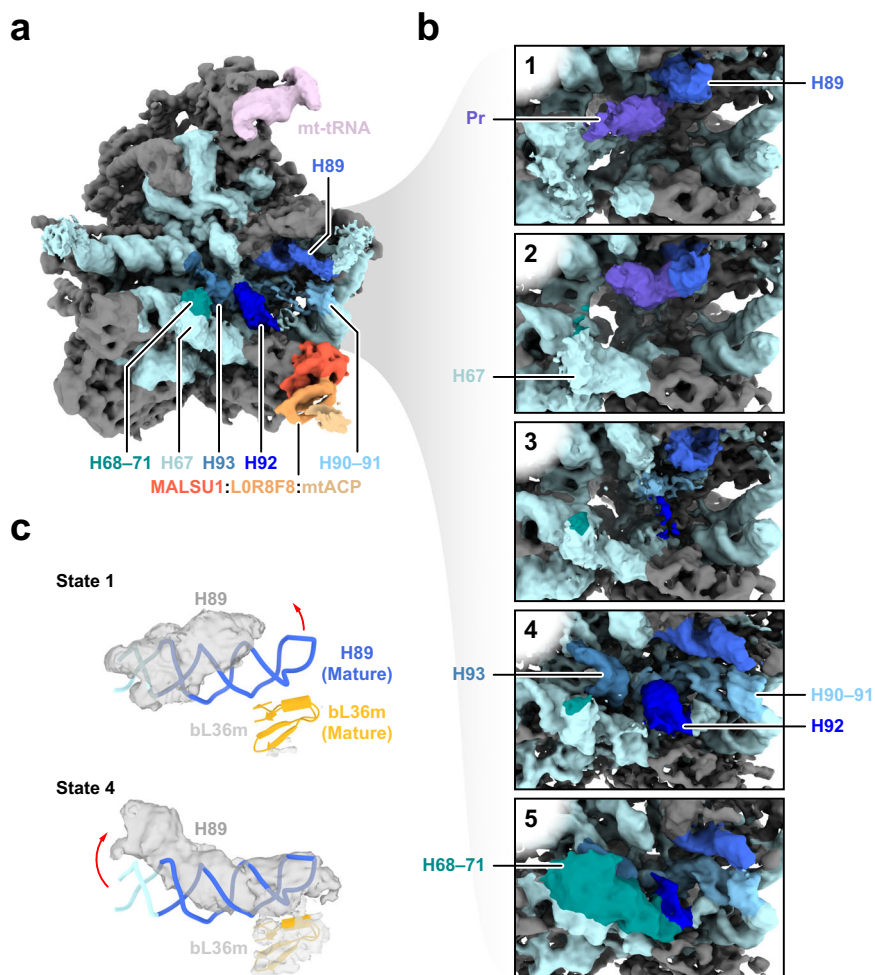 a
mt-tRNA
H89
H68–71 H67 H93 H92 H90–91
MALSU1:L0R8F8:mtACP
b
1
H89
Pr
2
H67
3
4
H93
H90–91
H92
5
H68–71
c
State 1
H89
H89
(Mature)
bL36m
bL36m
(Mature)
State 4
H89
bL36m